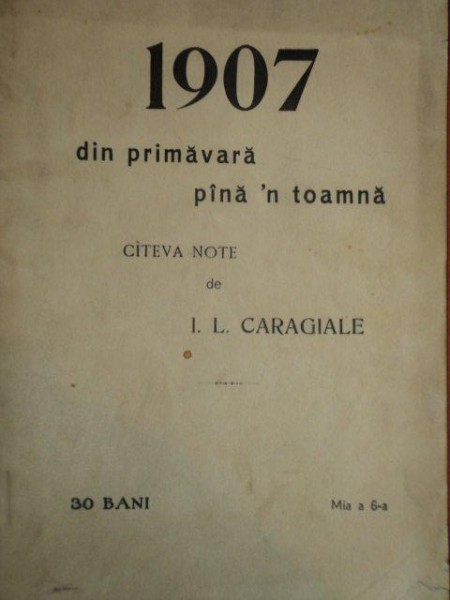 1907
din primăvară
pînă 'n toamnă
CÎTEVA NOTE
de
I. L. CARAGIALE
30 BANI
Mia a 6-a